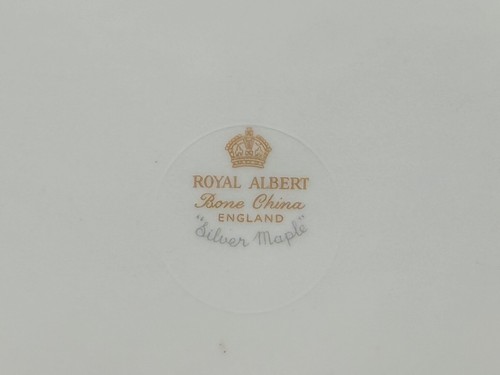 ROYAL ALBERT
Bone China
ENGLAND
"Silver Maple"